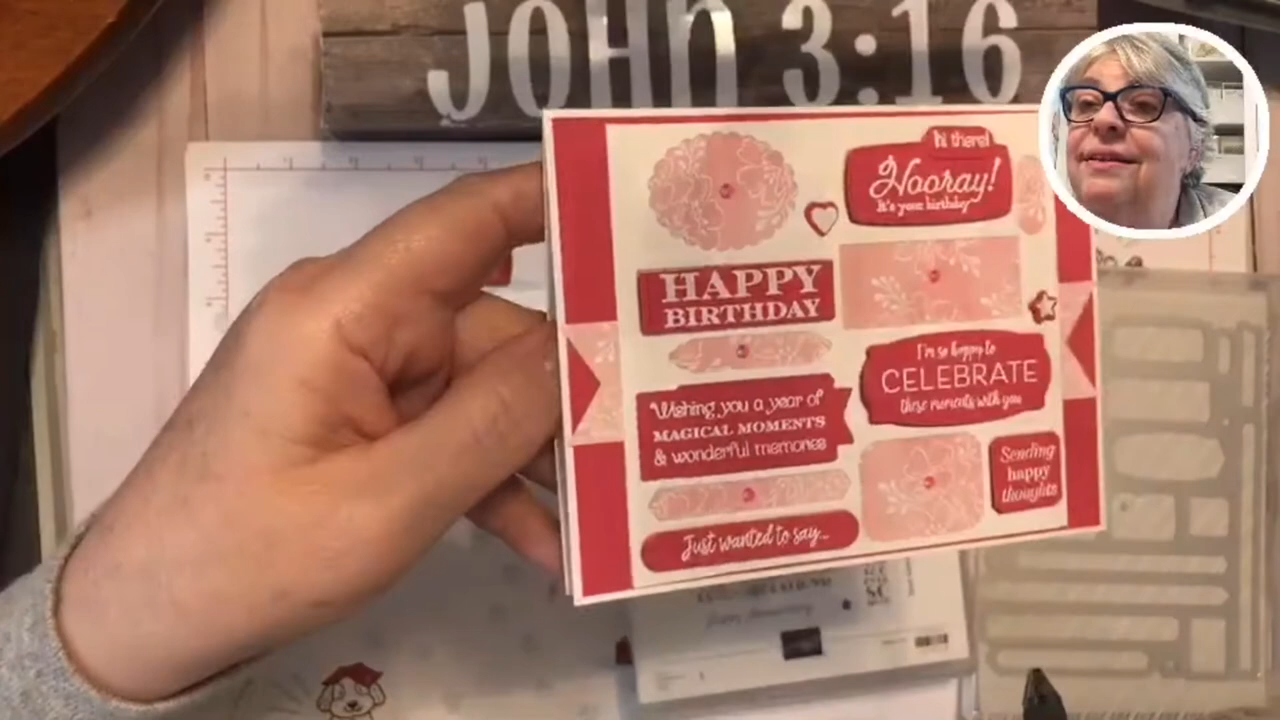 JOHN 3:16
hi there!
Hooray!
It's your birthday
HAPPY
BIRTHDAY
I'm so happy to
CELEBRATE
these moments with you
Wishing you a year of
MAGICAL MOMENTS
& wonderful memories
Sending
happy
thoughts
Just wanted to say...